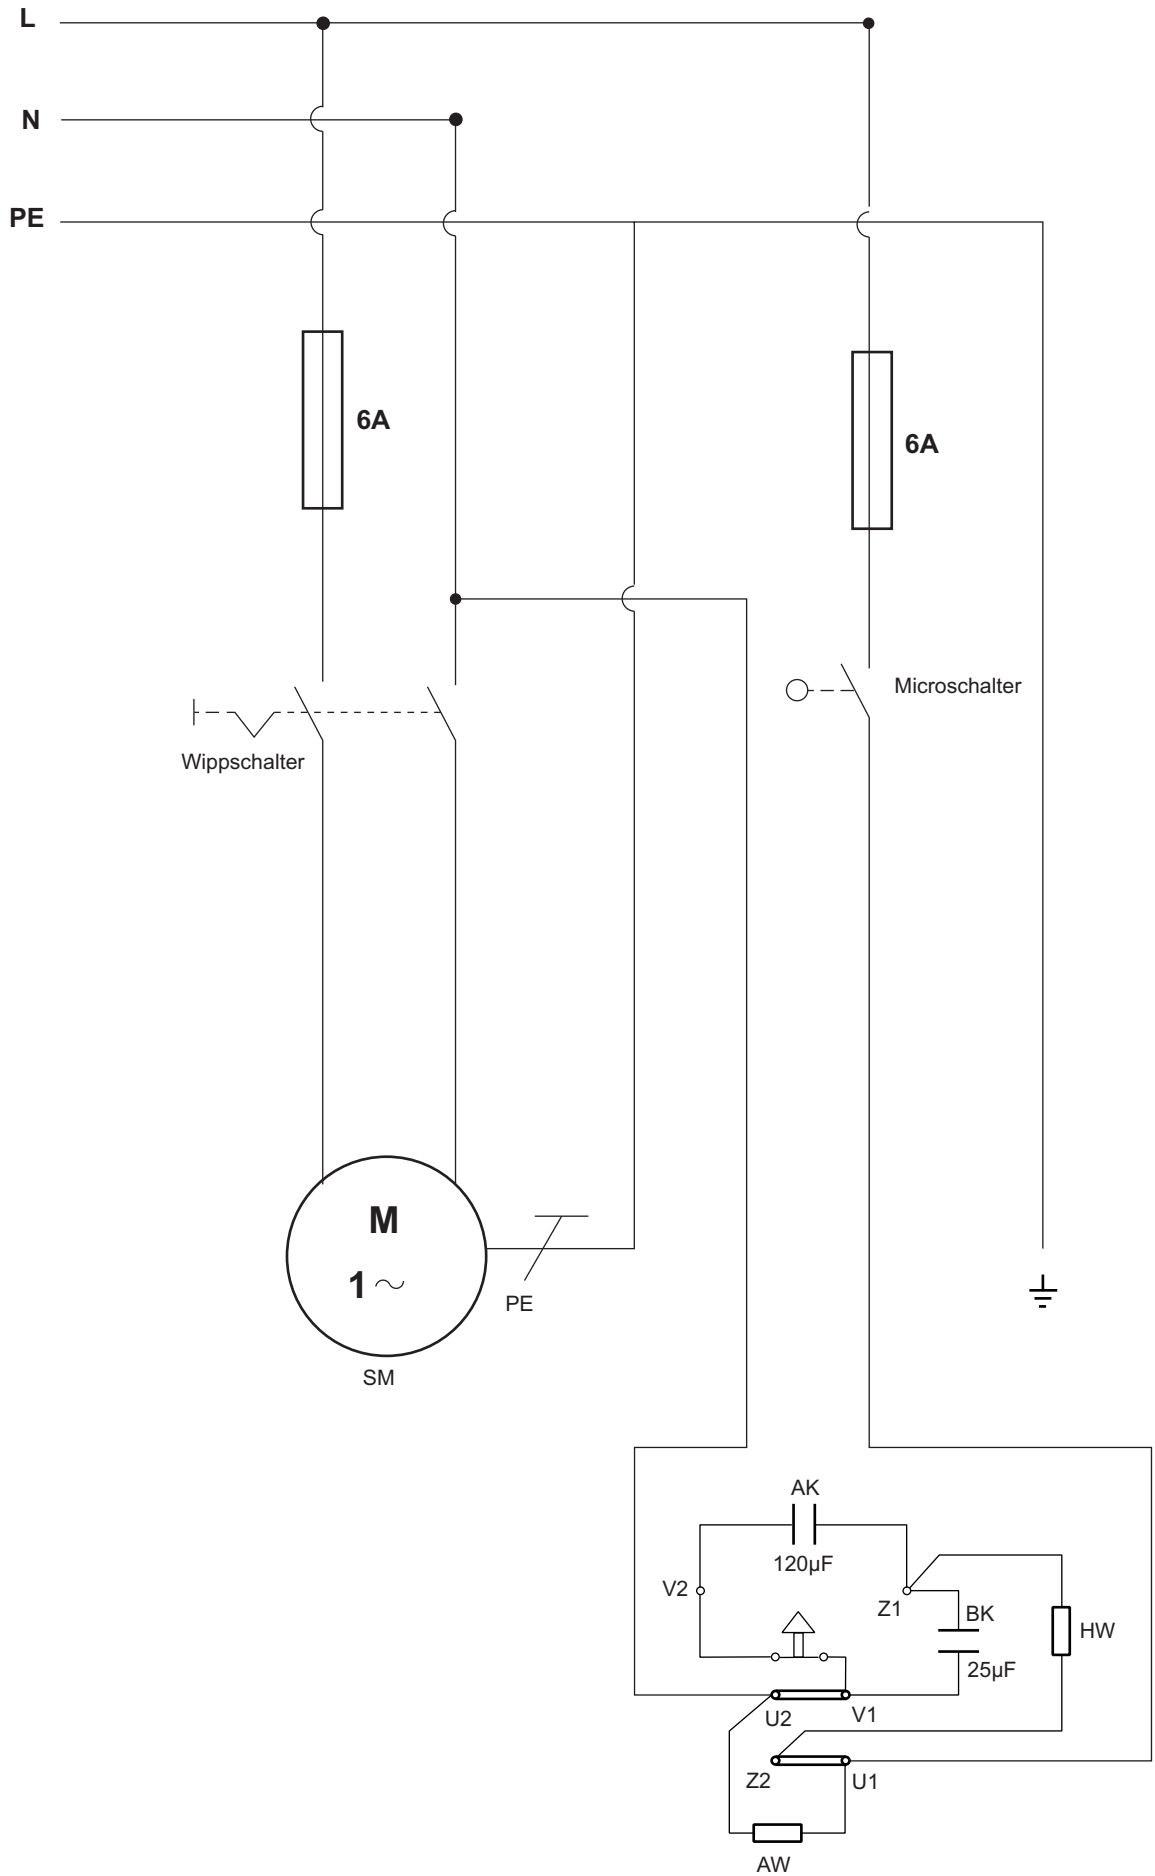 L
N
PE
6A
6A
Microschalter
Wippschalter
M
1~
PE
SM
AK
120µF
V2
Z1
BK
HW
25µF
U2
V1
Z2
U1
AW